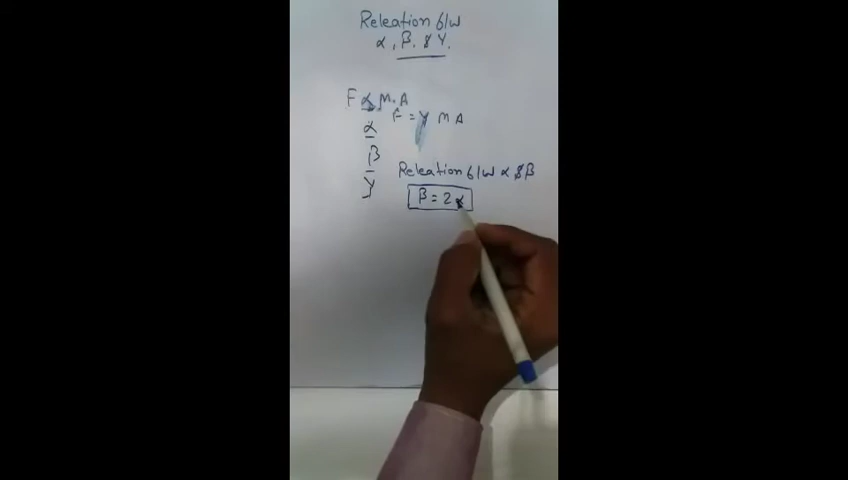 Releation b/w
α, β, & γ.
F α M.A
F = γ M A
α
β
γ
Releation b/w α & β
β = 2α